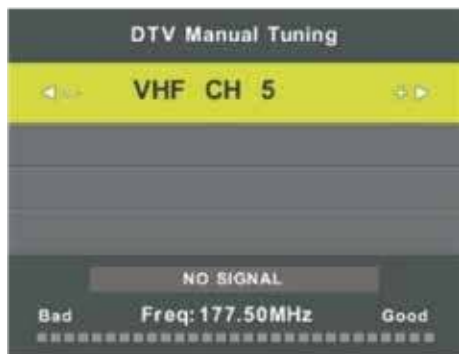 DTV Manual Tuning
VHF CH 5
NO SIGNAL
Bad Freq:177.50MHz Good